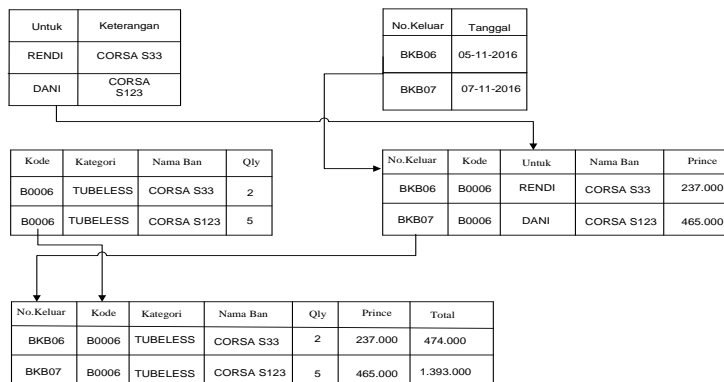 Untuk Keterangan
RENDI CORSA S33
DANI CORSA
S123
No.Keluar Tanggal
BKB06 05-11-2016
BKB07 07-11-2016
Kode Kategori Nama Ban Qly
B0006 TUBELESS CORSA S33 2
B0006 TUBELESS CORSA S123 5
No.Keluar Kode Untuk Nama Ban Prince
BKB06 B0006 RENDI CORSA S33 237.000
BKB07 B0006 DANI CORSA S123 465.000
No.Keluar Kode Kategori Nama Ban Qly Prince Total
BKB06 B0006 TUBELESS CORSA S33 2 237.000 474.000
BKB07 B0006 TUBELESS CORSA S123 5 465.000 1.393.000